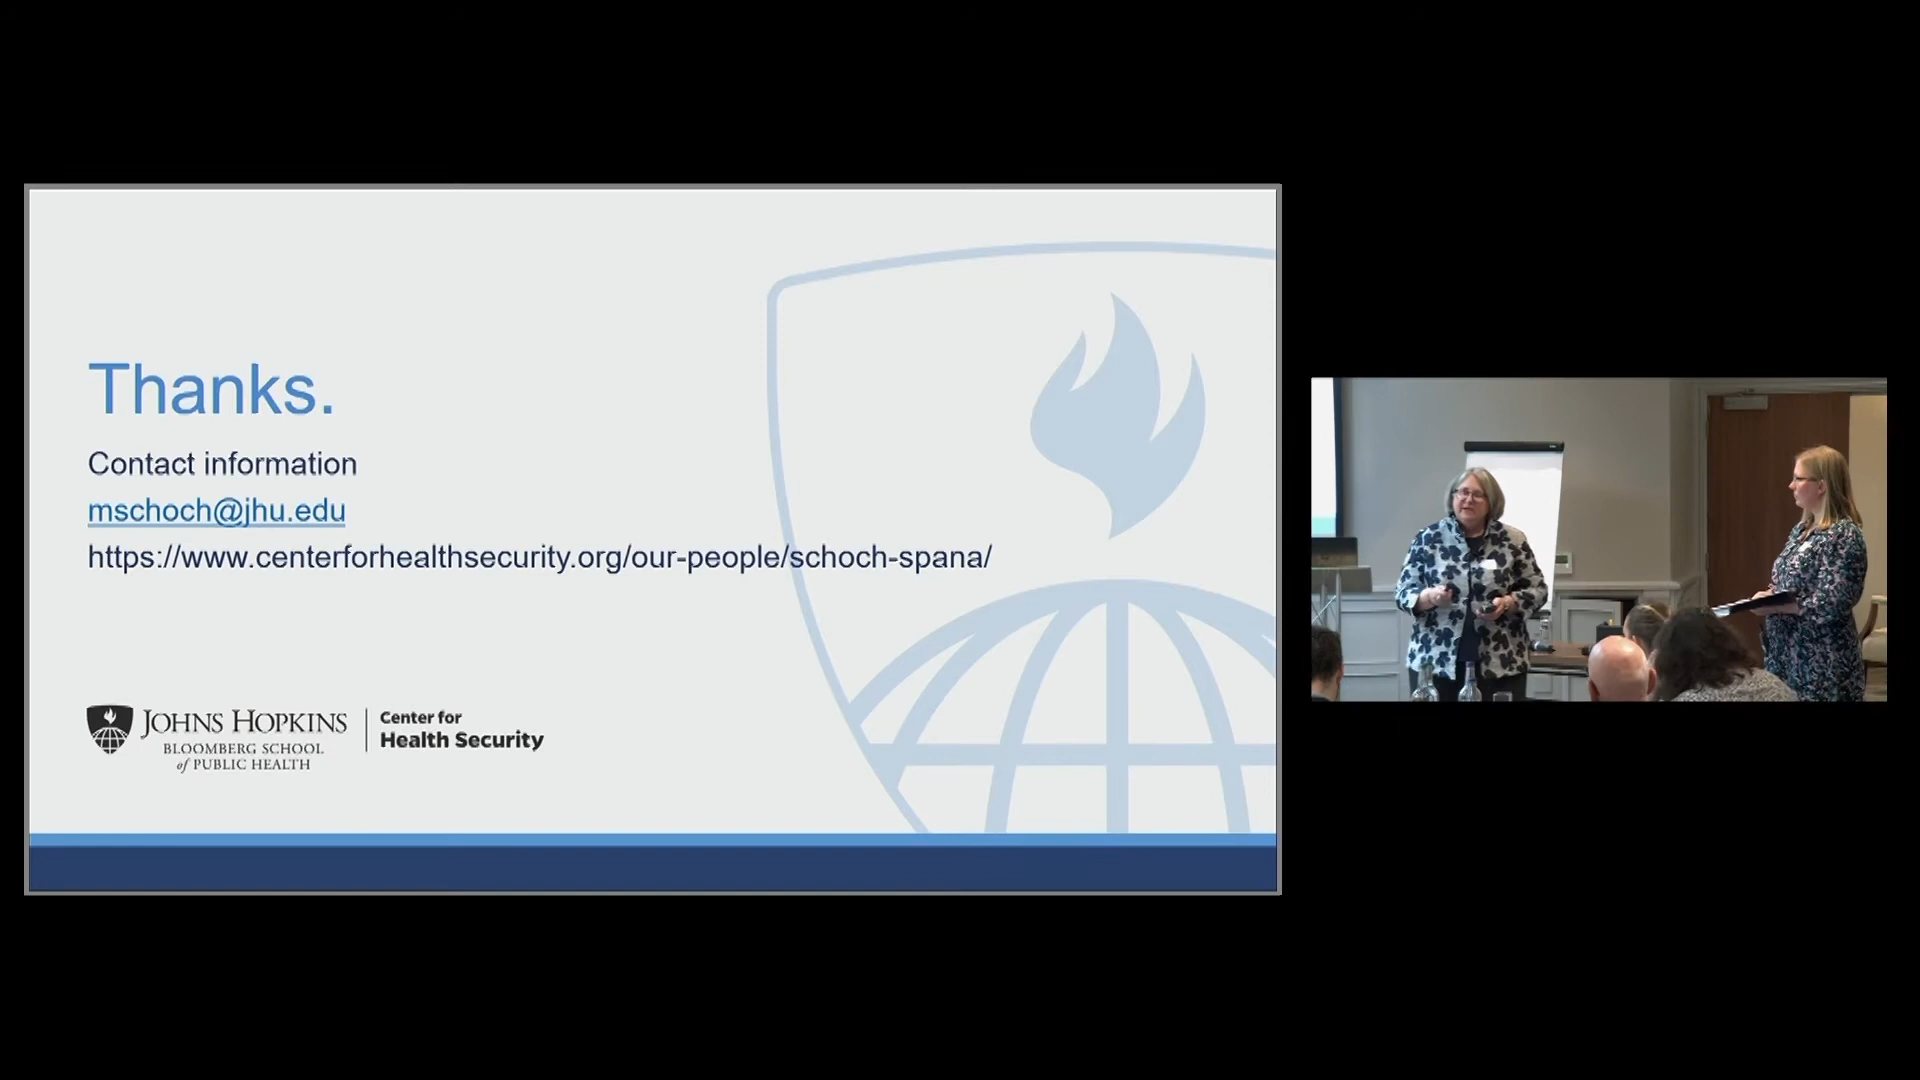 Thanks.
Contact information
mschoch@jhu.edu
https://www.centerforhealthsecurity.org/our-people/schoch-spana/
JOHNS HOPKINS
BLOOMBERG SCHOOL
of PUBLIC HEALTH
Center for
Health Security